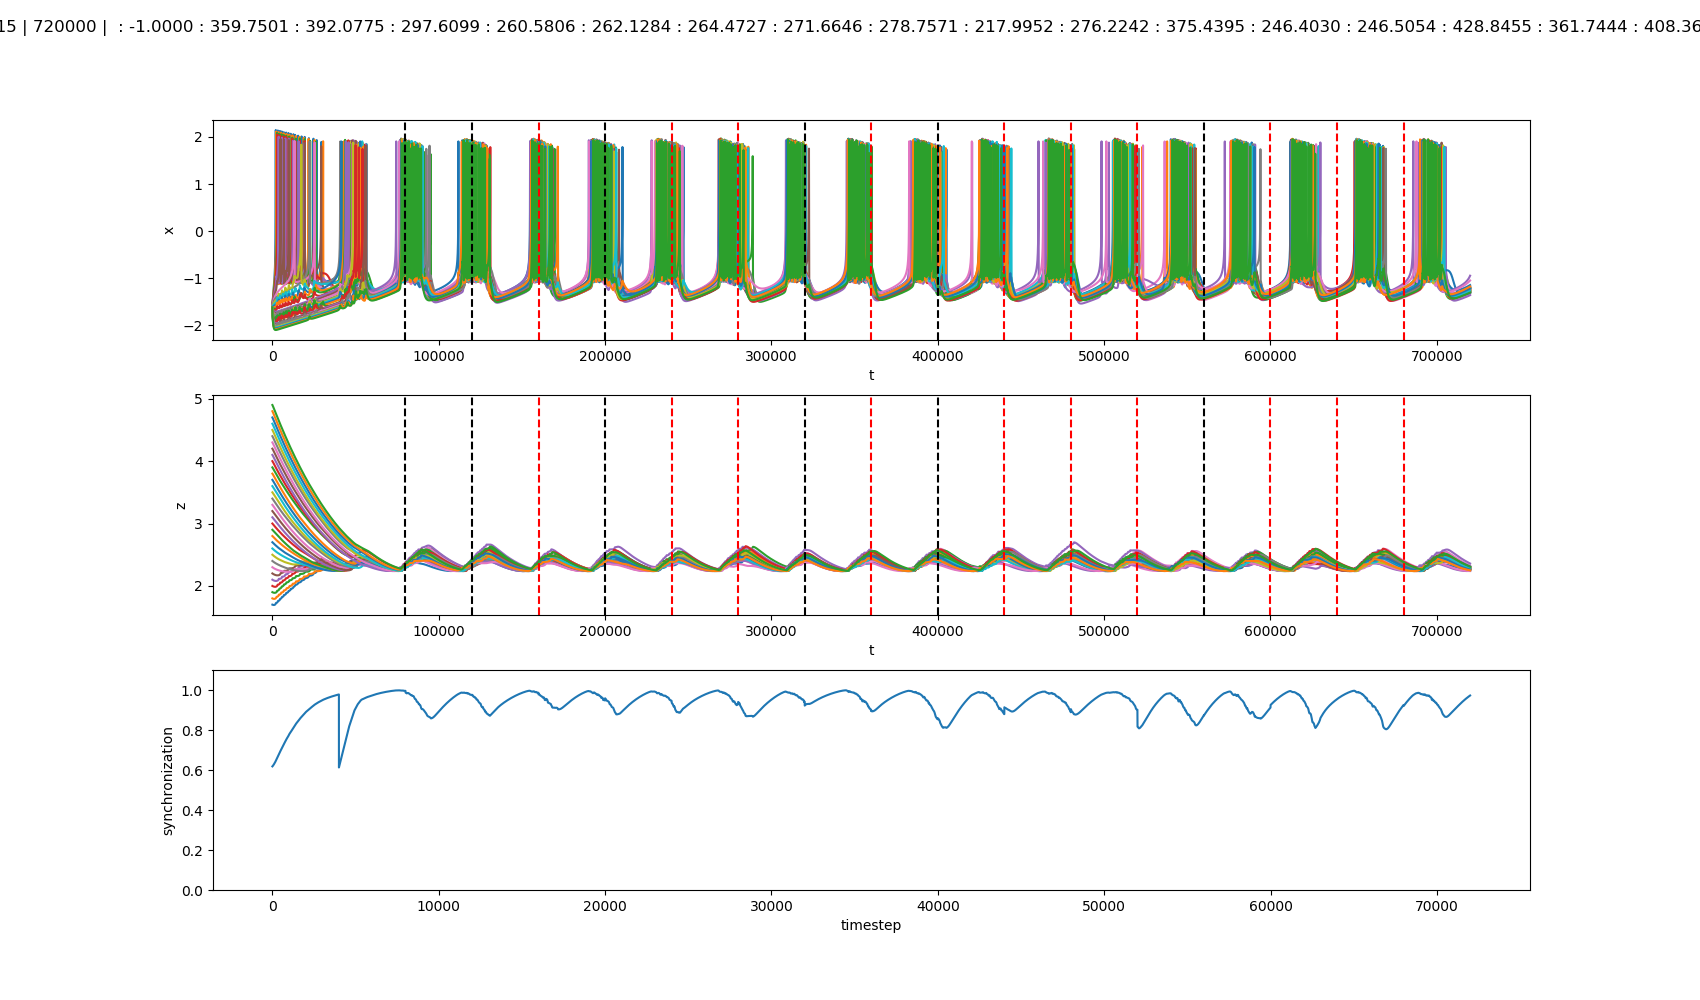 15 | 720000 | : -1.0000 : 359.7501 : 392.0775 : 297.6099 : 260.5806 : 262.1284 : 264.4727 : 271.6646 : 278.7571 : 217.9952 : 276.2242 : 375.4395 : 246.4030 : 246.5054 : 428.8455 : 361.7444 : 408.36
2
1
0
−1
−2
x
0 100000 200000 300000 400000 500000 600000 700000
t
5
4
3
2
z
0 100000 200000 300000 400000 500000 600000 700000
t
1.0
0.8
0.6
0.4
0.2
0.0
synchronization
0 10000 20000 30000 40000 50000 60000 70000
timestep